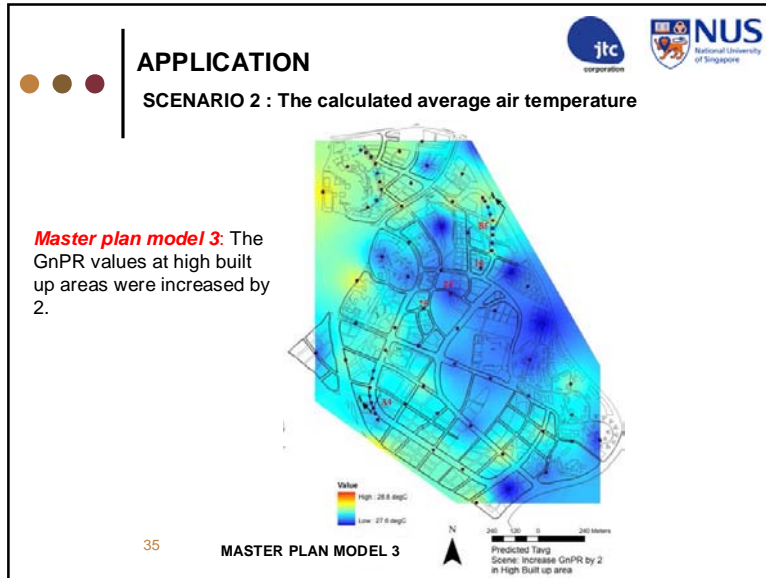 APPLICATION
jtc
corporation
NUS
National University
of Singapore
SCENARIO 2 : The calculated average air temperature
Master plan model 3: The
GnPR values at high built
up areas were increased by
2.
Value
High : 28.8 degC
Low : 27.6 degC
N
240 120 0 240 Meters
Predicted Tavg
Scene: Increase GnPR by 2
in High Built up area
35
MASTER PLAN MODEL 3